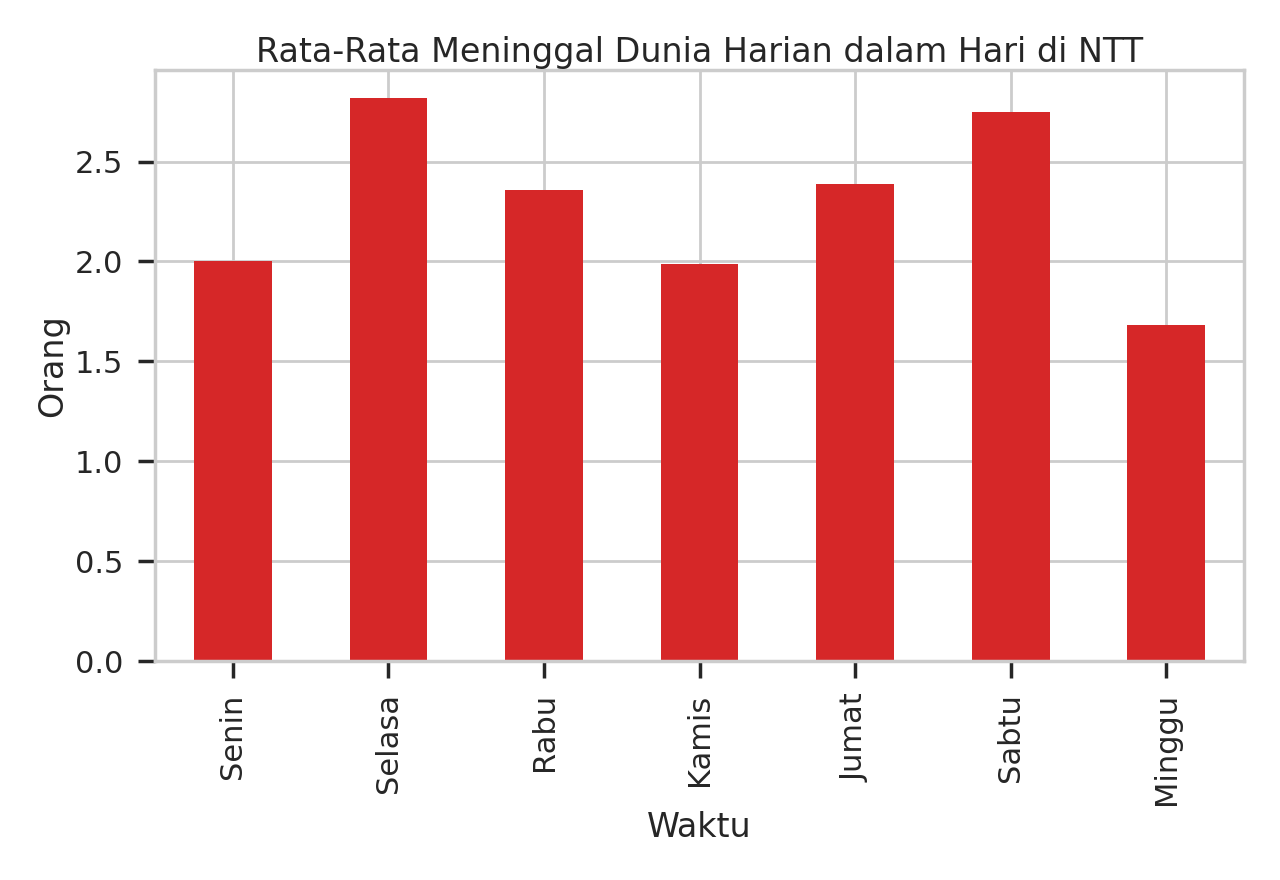 Rata-Rata Meninggal Dunia Harian dalam Hari di NTT
Orang
2.5
2.0
1.5
1.0
0.5
0.0
Senin
Selasa
Rabu
Kamis
Jumat
Sabtu
Minggu
Waktu